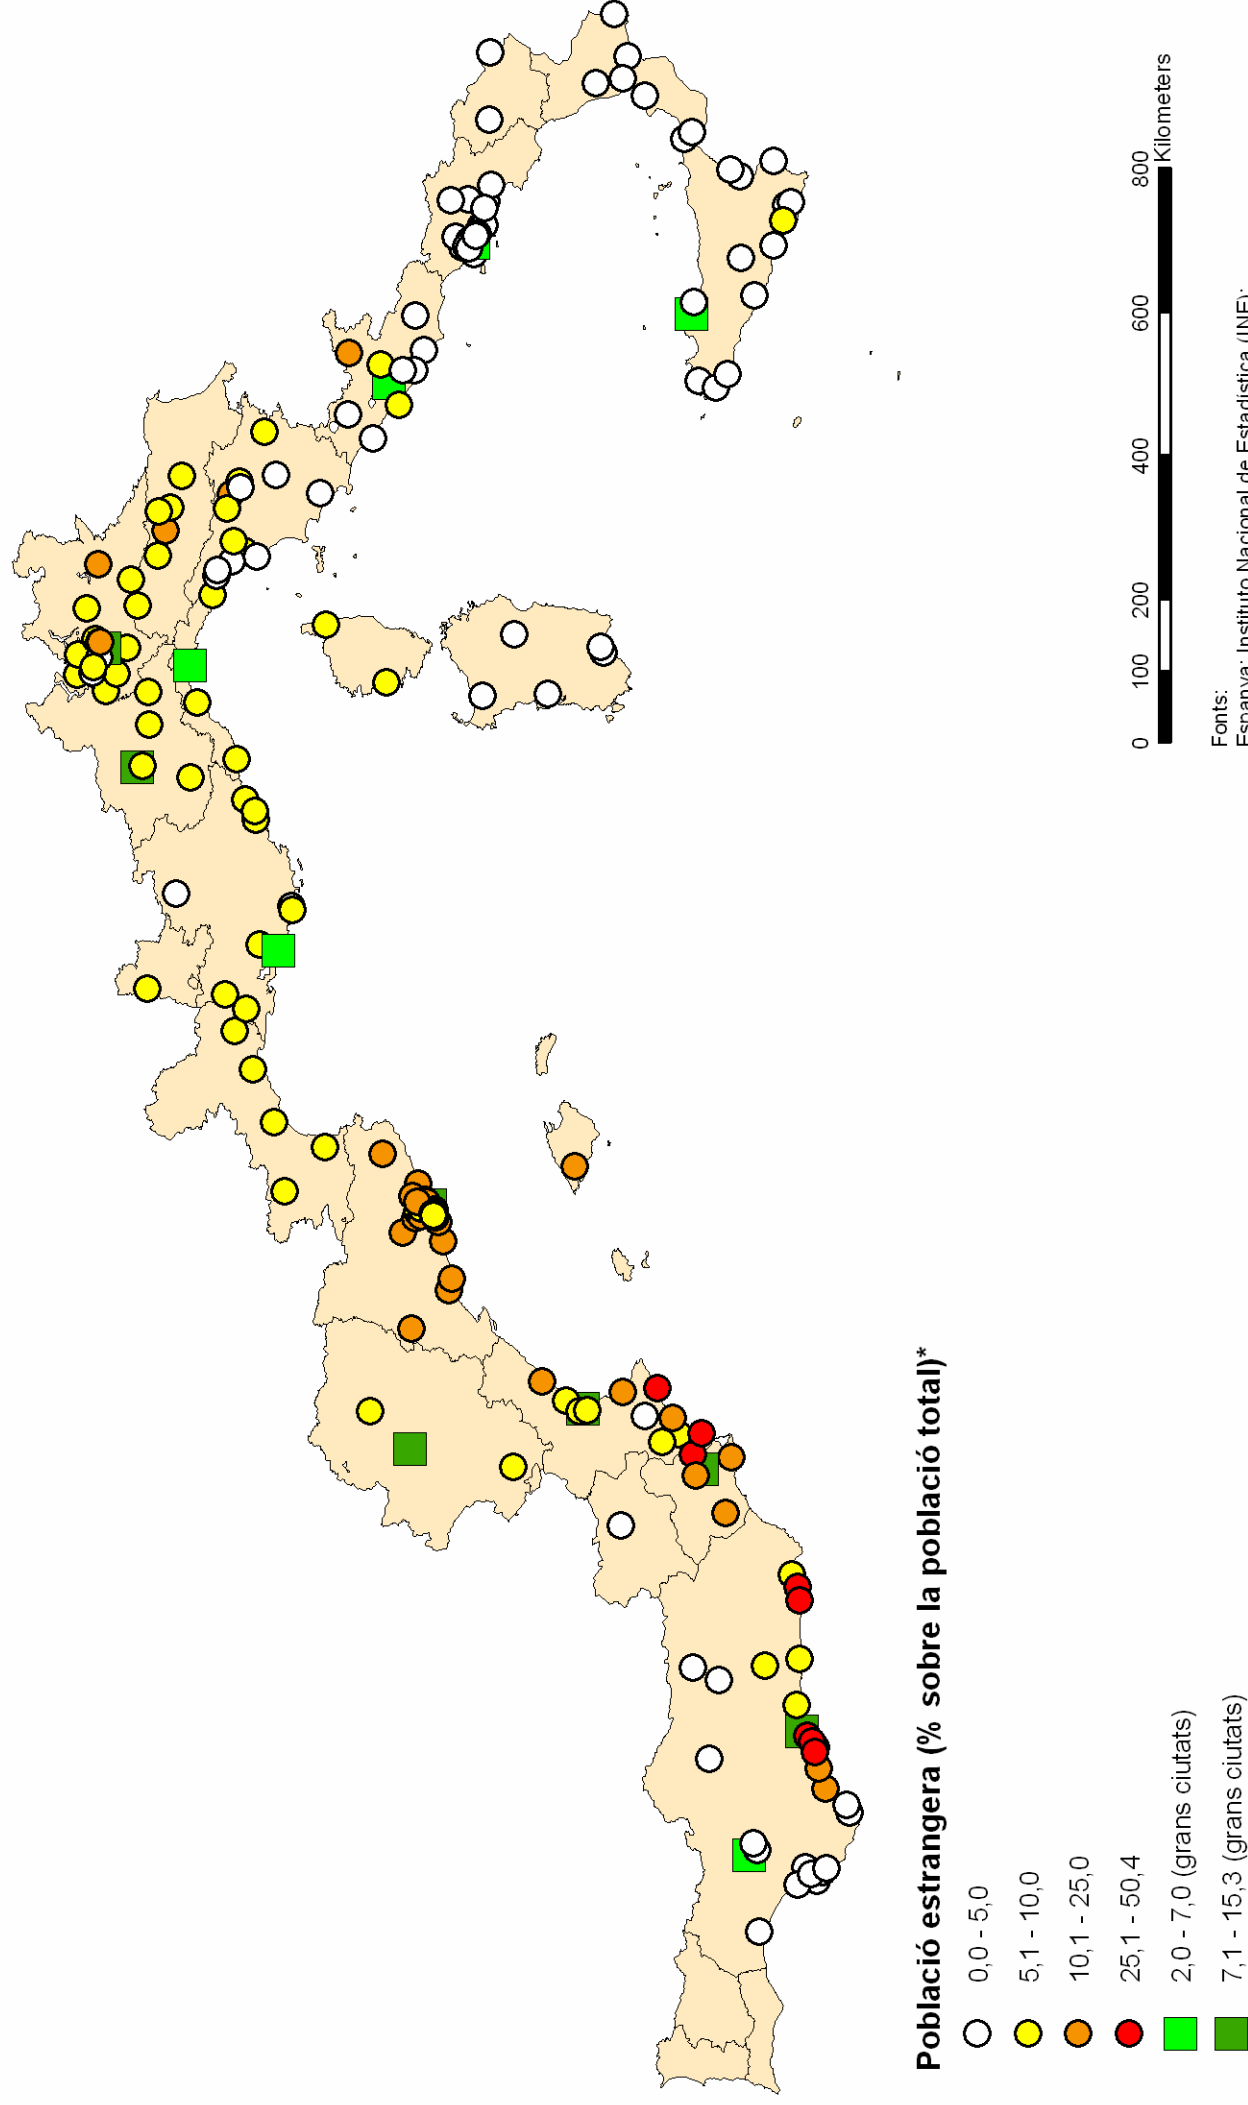 Població estrangera (% sobre la població total)*
0,0 - 5,0
5,1 - 10,0
10,1 - 25,0
25,1 - 50,4
2,0 - 7,0 (grans ciutats)
7,1 - 15,3 (grans ciutats)
0 100 200 400 600 800
Kilometers
Fonts:
Espanya: Instituto Nacional de Estadística (INE);